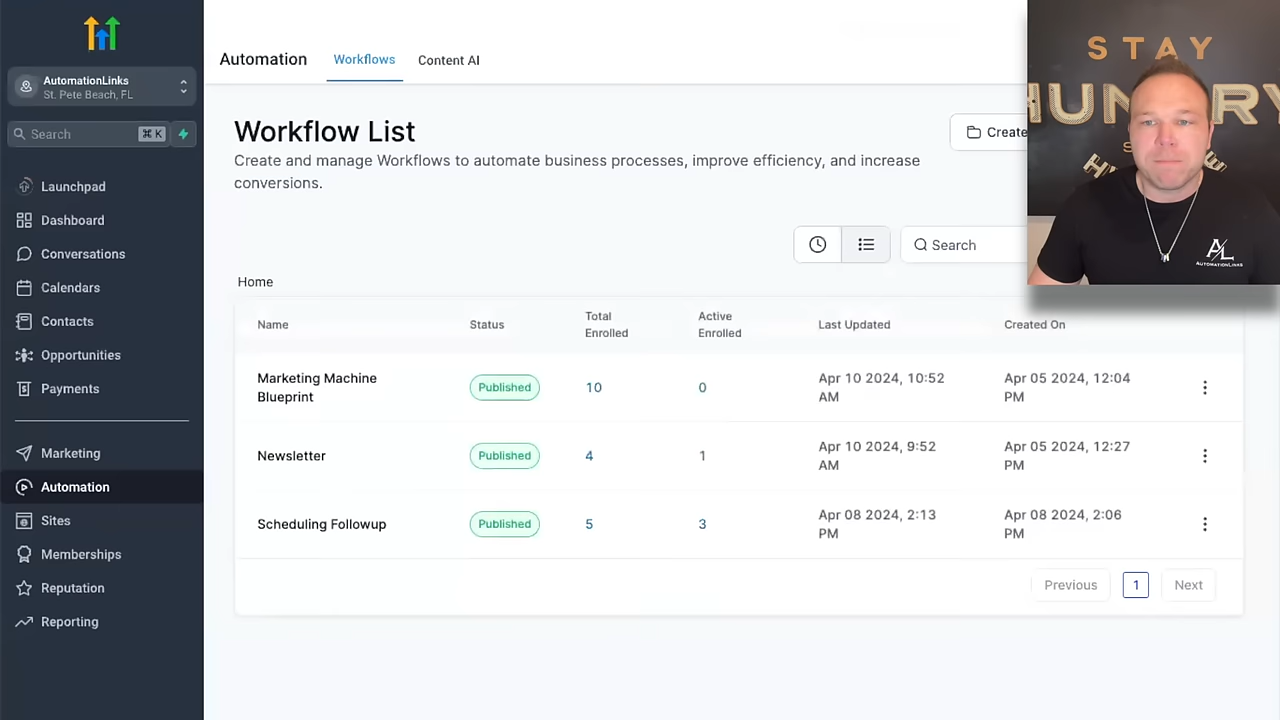 AutomationLinks
St. Pete Beach, FL
Search
⌘ K
Launchpad
Dashboard
Conversations
Calendars
Contacts
Opportunities
Payments
Marketing
Automation
Sites
Memberships
Reputation
Reporting
Automation
Workflows
Content AI
Workflow List
Create and manage Workflows to automate business processes, improve efficiency, and increase
conversions.
Create
Search
Home
Name
Status
Total
Enrolled
Active
Enrolled
Last Updated
Created On
Marketing Machine
Blueprint
Published
10
0
Apr 10 2024, 10:52
AM
Apr 05 2024, 12:04
PM
Newsletter
Published
4
1
Apr 10 2024, 9:52
AM
Apr 05 2024, 12:27
PM
Scheduling Followup
Published
5
3
Apr 08 2024, 2:13
PM
Apr 08 2024, 2:06
PM
Previous
1
Next
STAY
HUNGRY
A/L
AUTOMATIONLINKS